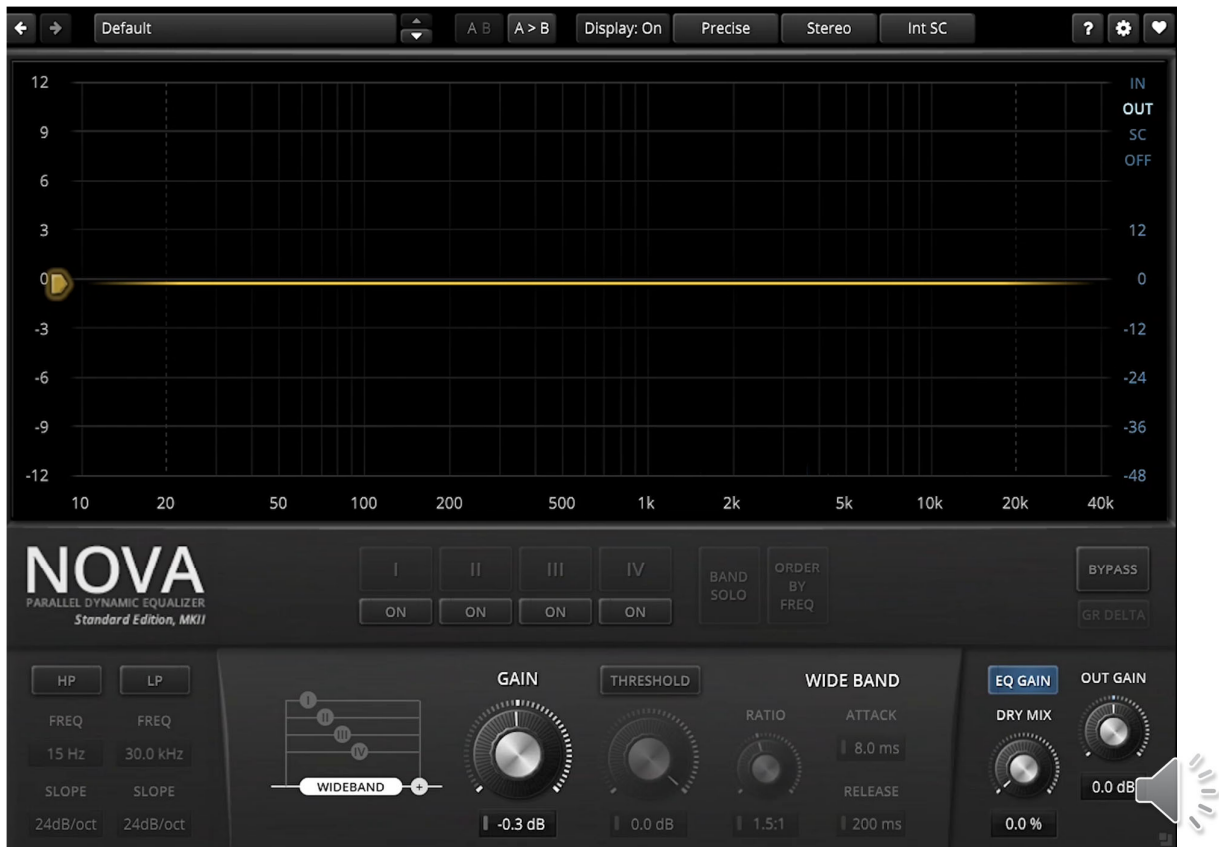 Default A B A > B Display: On Precise Stereo Int SC ?
12 IN
OUT
9 SC
OFF
6
3 12
0 0
-3 -12
-6 -24
-9 -36
-12 -48
10 20 50 100 200 500 1k 2k 5k 10k 20k 40k
NOVA
PARALLEL DYNAMIC EQUALIZER
Standard Edition, MKII
I II III IV
ON ON ON ON
BAND
SOLO
ORDER
BY
FREQ
BYPASS
GR DELTA
HP LP
FREQ FREQ
15 Hz 30.0 kHz
SLOPE SLOPE
24dB/oct 24dB/oct
I
II
III
IV
WIDEBAND +
GAIN
-0.3 dB
THRESHOLD
0.0 dB
WIDE BAND
RATIO
1.5:1
ATTACK
8.0 ms
RELEASE
200 ms
EQ GAIN
DRY MIX
0.0 %
OUT GAIN
0.0 dB